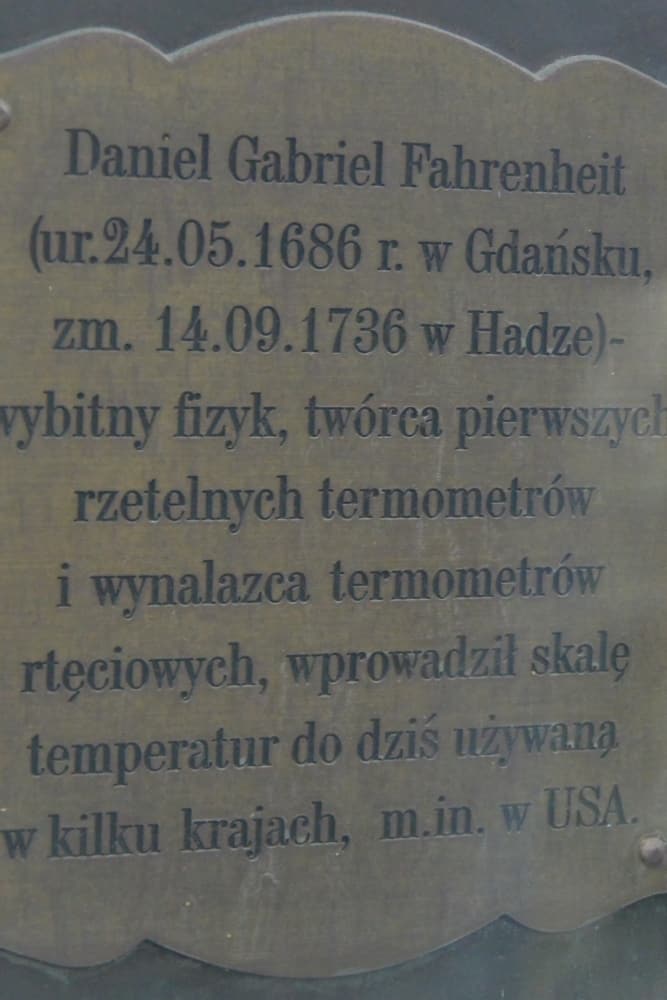 Daniel Gabriel Fahrenheit
(ur.24.05.1686 r. w Gdańsku,
zm. 14.09.1736 w Hadze)-
wybitny fizyk, twórca pierwszych
rzetelnych termometrów
i wynalazca termometrów
rtęciowych, wprowadził skalę
temperatur do dziś używaną
w kilku krajach, m.in. w USA.